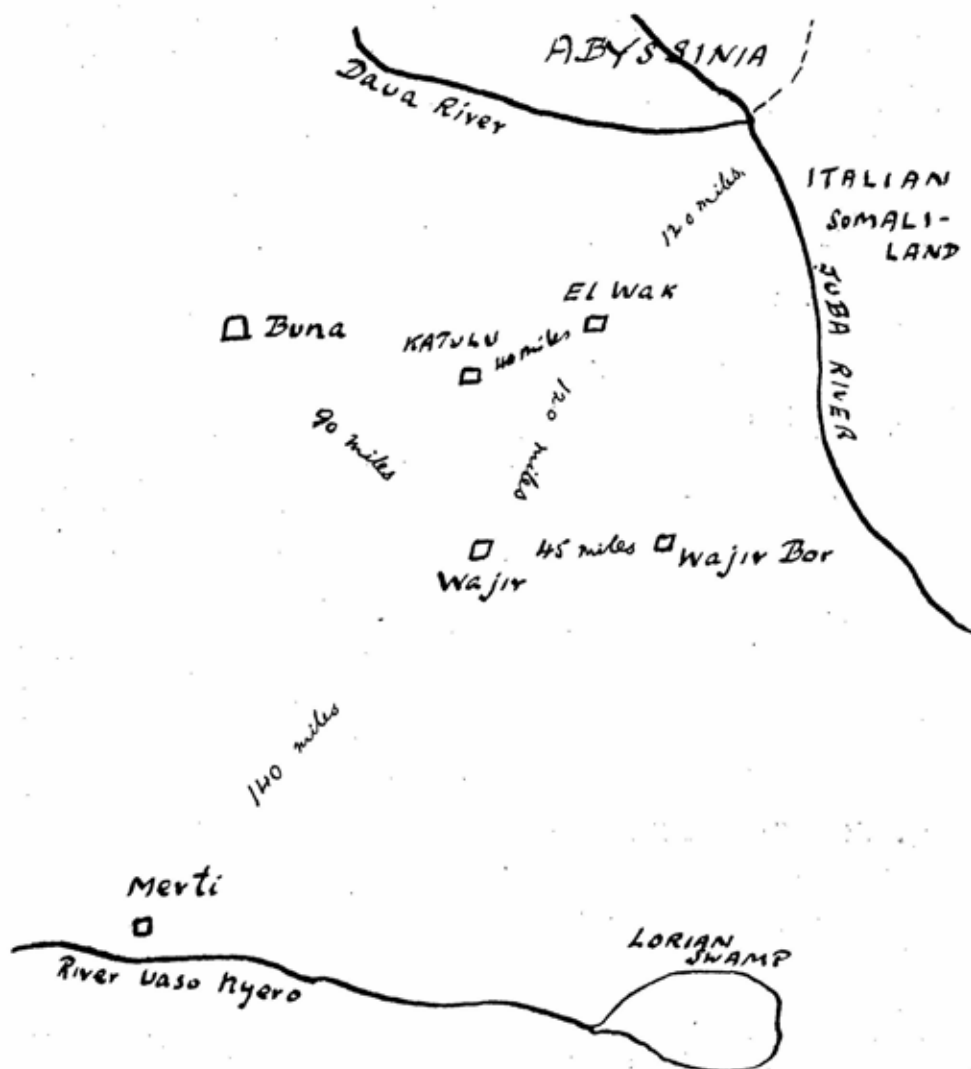 ABYSSINIA
Daua River
120 miles.
ITALIAN
SOMALI-
LAND
JUBA RIVER
EL Wak
Buna
KATULU
40 miles
90 miles
120 miles
45 miles
Wajir Bor
Wajir
140 miles
Merti
LORIAN
SWAMP
River Uaso Nyero